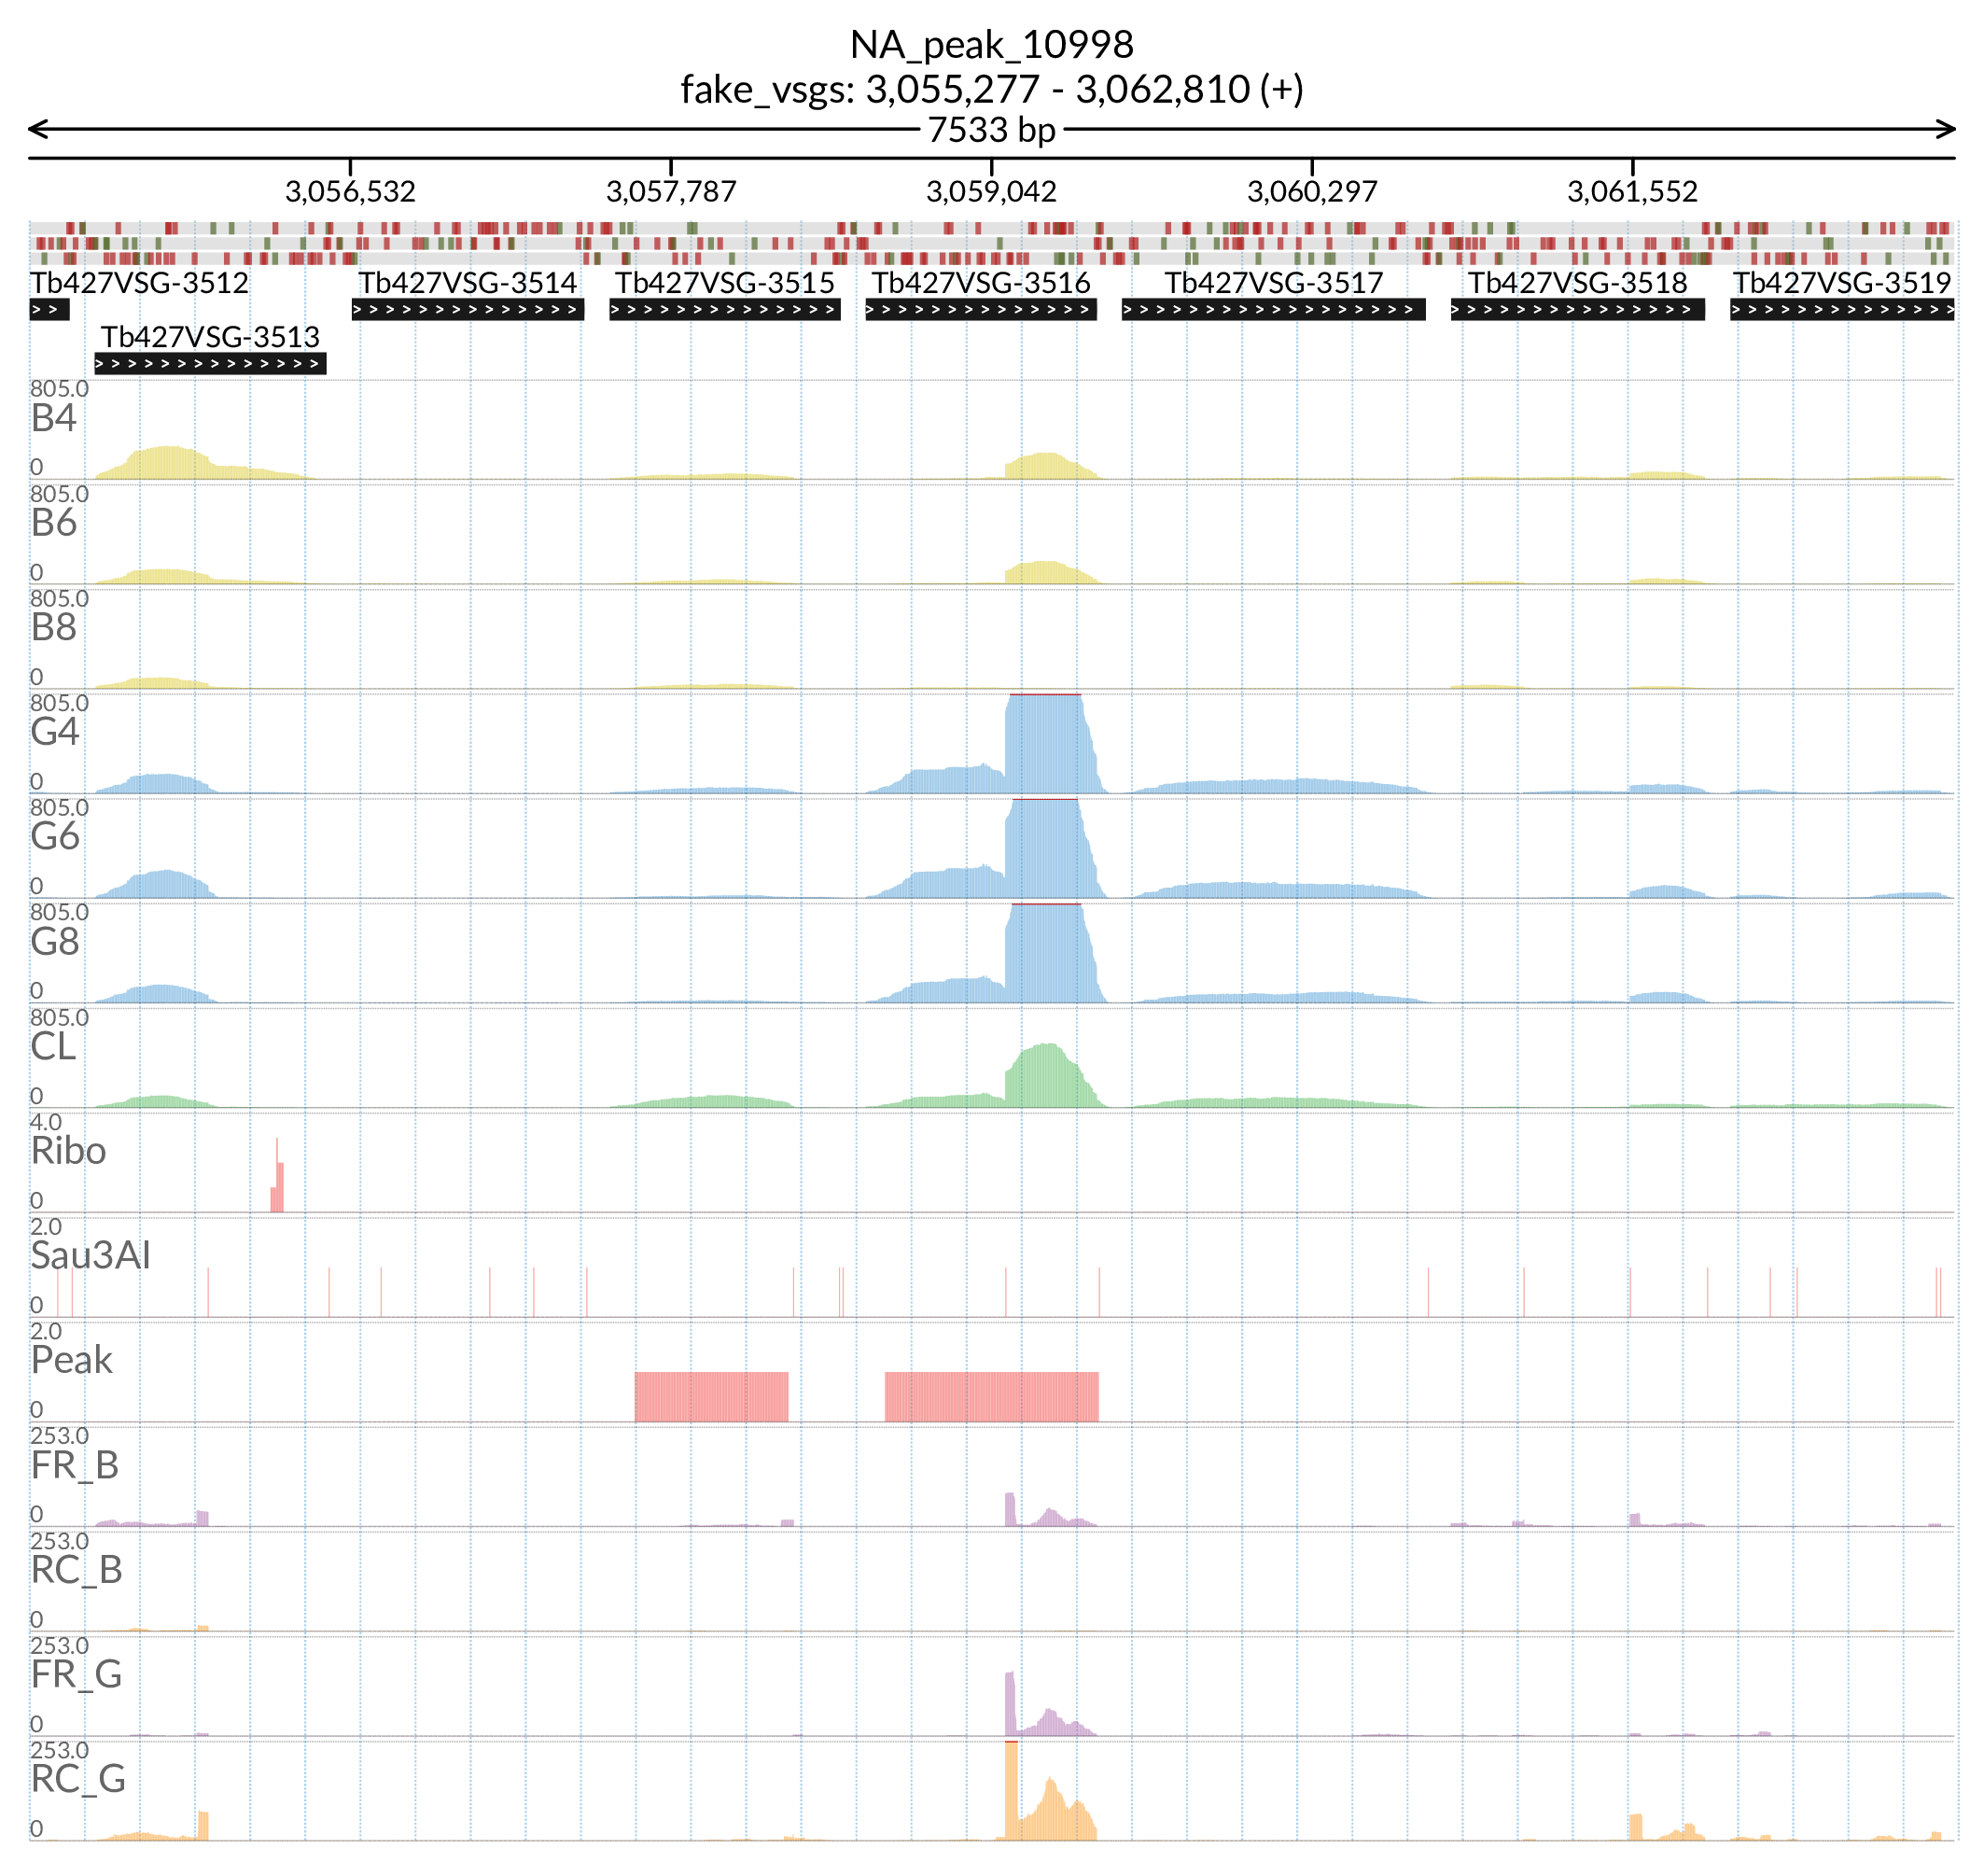 NA_peak_10998
fake_vsgs: 3,055,277 - 3,062,810 (+)
7533 bp
3,056,532 3,057,787 3,059,042 3,060,297 3,061,552
Tb427VSG-3512 Tb427VSG-3514 Tb427VSG-3515 Tb427VSG-3516 Tb427VSG-3517 Tb427VSG-3518 Tb427VSG-3519
Tb427VSG-3513
805.0
B4
0
805.0
B6
0
805.0
B8
0
805.0
G4
0
805.0
G6
0
805.0
G8
0
805.0
CL
0
4.0
Ribo
0
2.0
Sau3AI
0
2.0
Peak
0
253.0
FR_B
0
253.0
RC_B
0
253.0
FR_G
0
253.0
RC_G
0